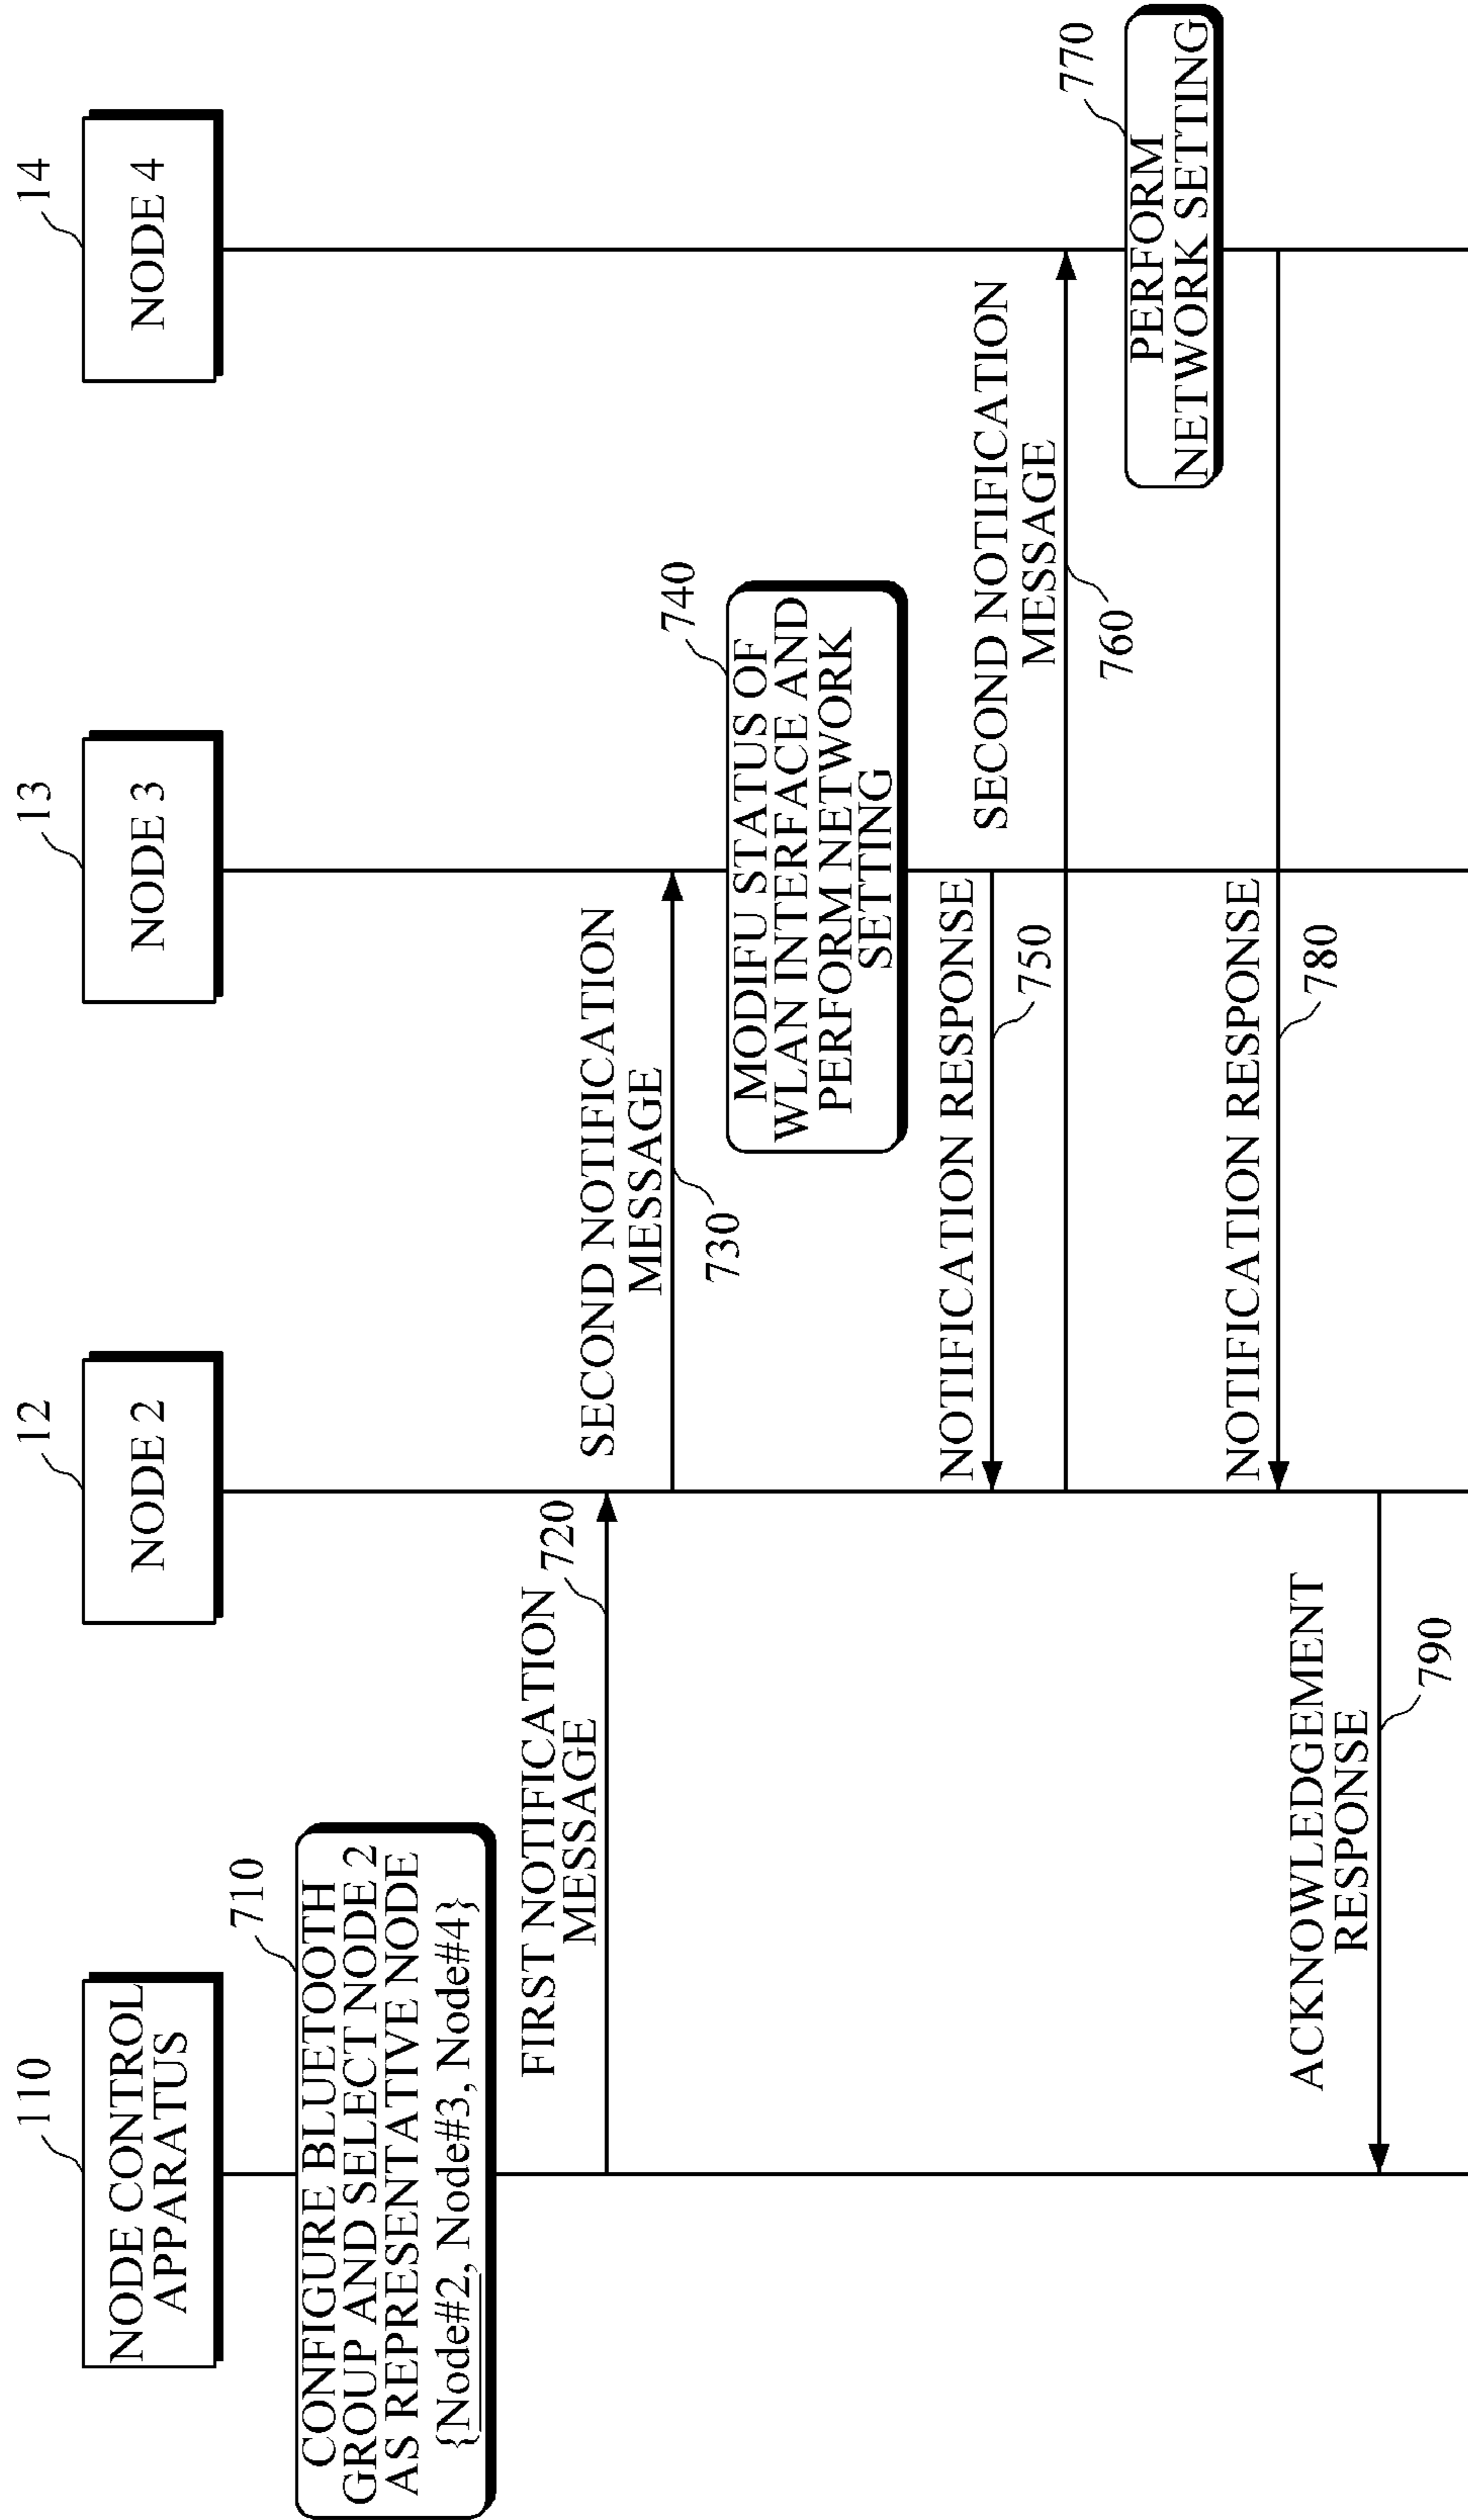 110
NODE CONTROL
APPARATUS
12
NODE 2
13
NODE 3
14
NODE 4
710
CONFIGURE BLUETOOTH
GROUP AND SELECT NODE 2
AS REPRESENTATIVE NODE
{Node#2, Node#3, Node#4}
FIRST NOTIFICATION
MESSAGE
720
SECOND NOTIFICATION
MESSAGE
730
740
MODIFU STATUS OF
WLAN INTERFACE AND
PERFORM NETWORK
SETTING
NOTIFICATION RESPONSE
750
SECOND NOTIFICATION
MESSAGE
760
770
PERFORM
NETWORK SETTING
NOTIFICATION RESPONSE
780
ACKNOWLEDGEMENT
RESPONSE
790